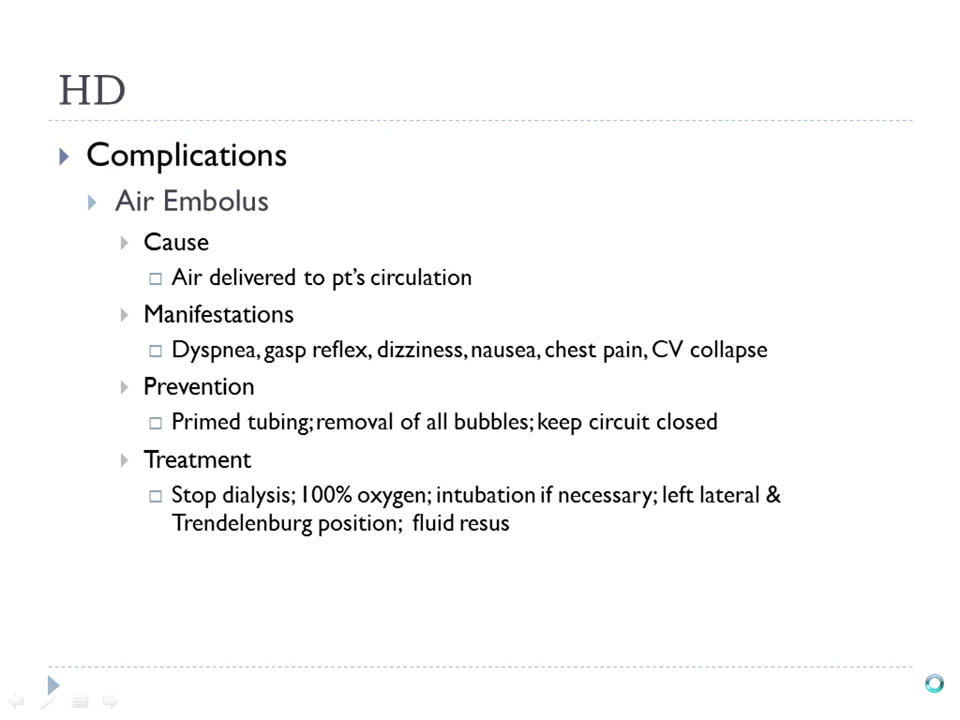 HD
Complications
Air Embolus
Cause
Air delivered to pt's circulation
Manifestations
Dyspnea, gasp reflex, dizziness, nausea, chest pain, CV collapse
Prevention
Primed tubing; removal of all bubbles; keep circuit closed
Treatment
Stop dialysis; 100% oxygen; intubation if necessary; left lateral &
Trendelenburg position; fluid resus